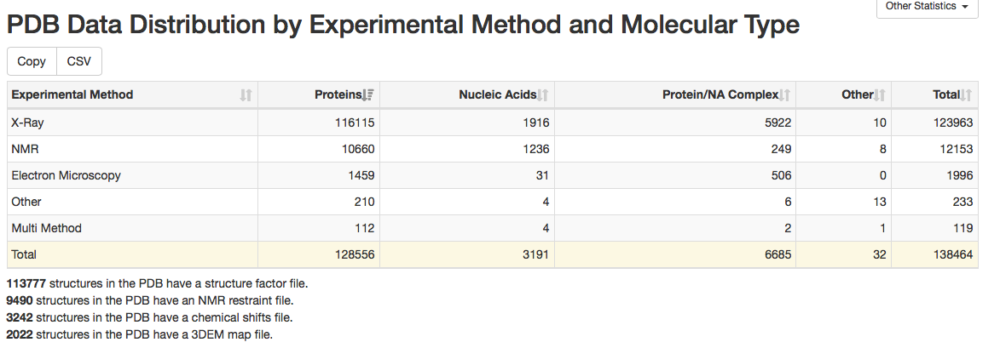 Other Statistics
PDB Data Distribution by Experimental Method and Molecular Type
Copy CSV
Experimental Method Proteins Nucleic Acids Protein/NA Complex Other Total
X-Ray 116115 1916 5922 10 123963
NMR 10660 1236 249 8 12153
Electron Microscopy 1459 31 506 0 1996
Other 210 4 6 13 233
Multi Method 112 4 2 1 119
Total 128556 3191 6685 32 138464
113777 structures in the PDB have a structure factor file.
9490 structures in the PDB have an NMR restraint file.
3242 structures in the PDB have a chemical shifts file.
2022 structures in the PDB have a 3DEM map file.